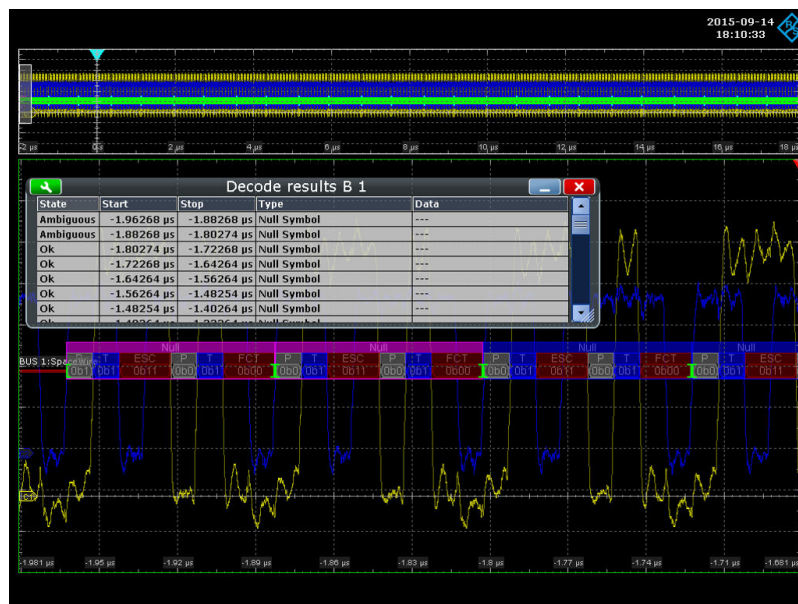 2015-09-14
18:10:33
-2 µs 0 s 2 µs 4 µs 6 µs 8 µs 10 µs 12 µs 14 µs 16 µs 18 µs
Decode results B 1
State Start Stop Type Data
Ambiguous -1.96268 µs -1.88268 µs Null Symbol ---
Ambiguous -1.88268 µs -1.80274 µs Null Symbol ---
Ok -1.80274 µs -1.72268 µs Null Symbol ---
Ok -1.72268 µs -1.64264 µs Null Symbol ---
Ok -1.64264 µs -1.56264 µs Null Symbol ---
Ok -1.56264 µs -1.48254 µs Null Symbol ---
Ok -1.48254 µs -1.40264 µs Null Symbol ---
Null Null Null Null
BUS 1:SpaceWire P T ESC P T FCT P T ESC P T FCT P T ESC P T FCT P T ESC
0b1 0b1 0b11 0b0 0b1 0b00 0b0 0b1 0b11 0b0 0b1 0b00 0b0 0b1 0b11 0b0 0b1 0b00 0b0 0b1 0b11
C1
-1.981 µs -1.95 µs -1.92 µs -1.89 µs -1.86 µs -1.83 µs -1.8 µs -1.77 µs -1.74 µs -1.71 µs -1.681 µs